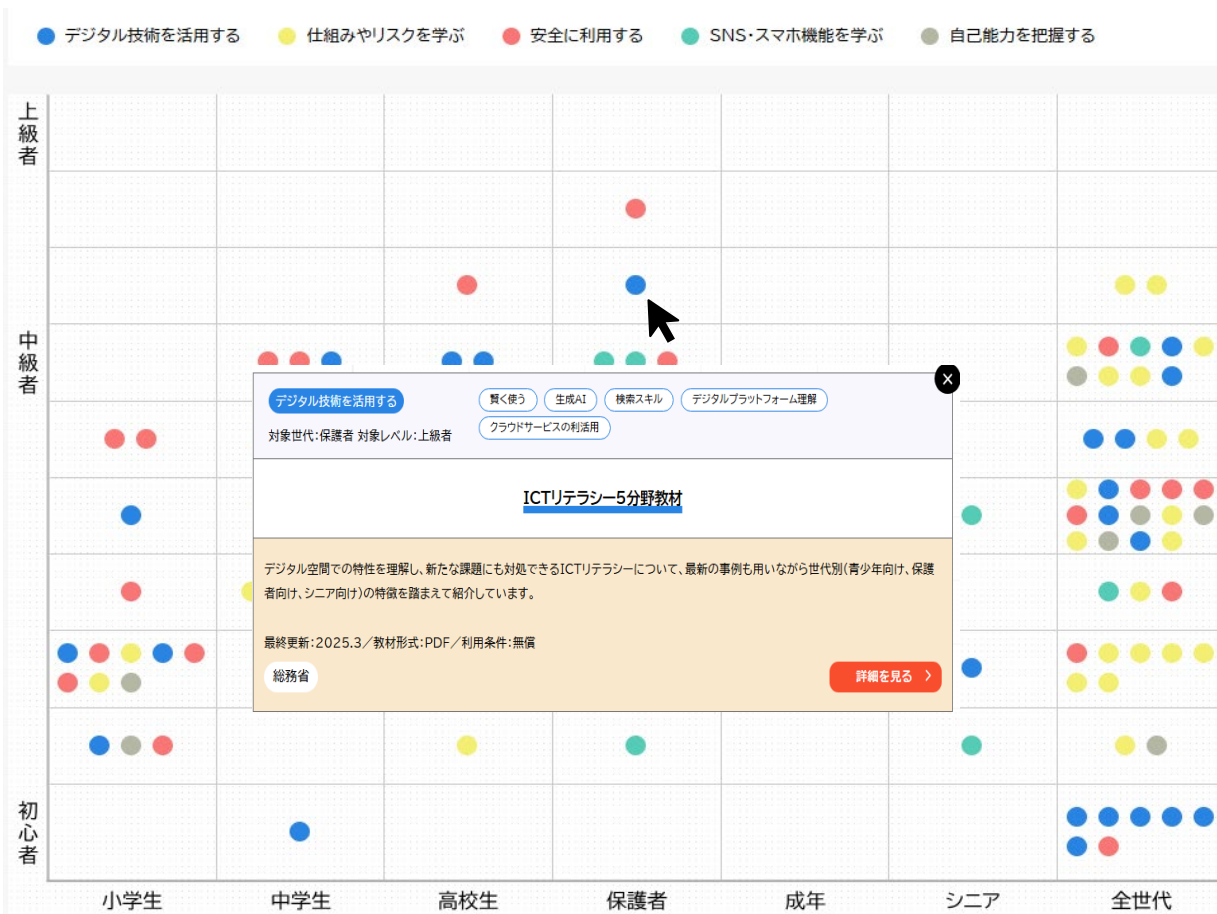 デジタル技術を活用する
仕組みやリスクを学ぶ
安全に利用する
SNS・スマホ機能を学ぶ
自己能力を把握する
上級者
中級者
デジタル技術を活用する
賢く使う
生成AI
検索スキル
デジタルプラットフォーム理解
クラウドサービスの利活用
対象世代:保護者 対象レベル:上級者
X
ICTリテラシー5分野教材
デジタル空間での特性を理解し、新たな課題にも対処できるICTリテラシーについて、最新の事例も用いながら世代別(青少年向け、保護
者向け、シニア向け)の特徴を踏まえて紹介しています。
最終更新:2025.3/教材形式:PDF/利用条件:無償
総務省
詳細を見る
初心者
小学生
中学生
高校生
保護者
成年
シニア
全世代